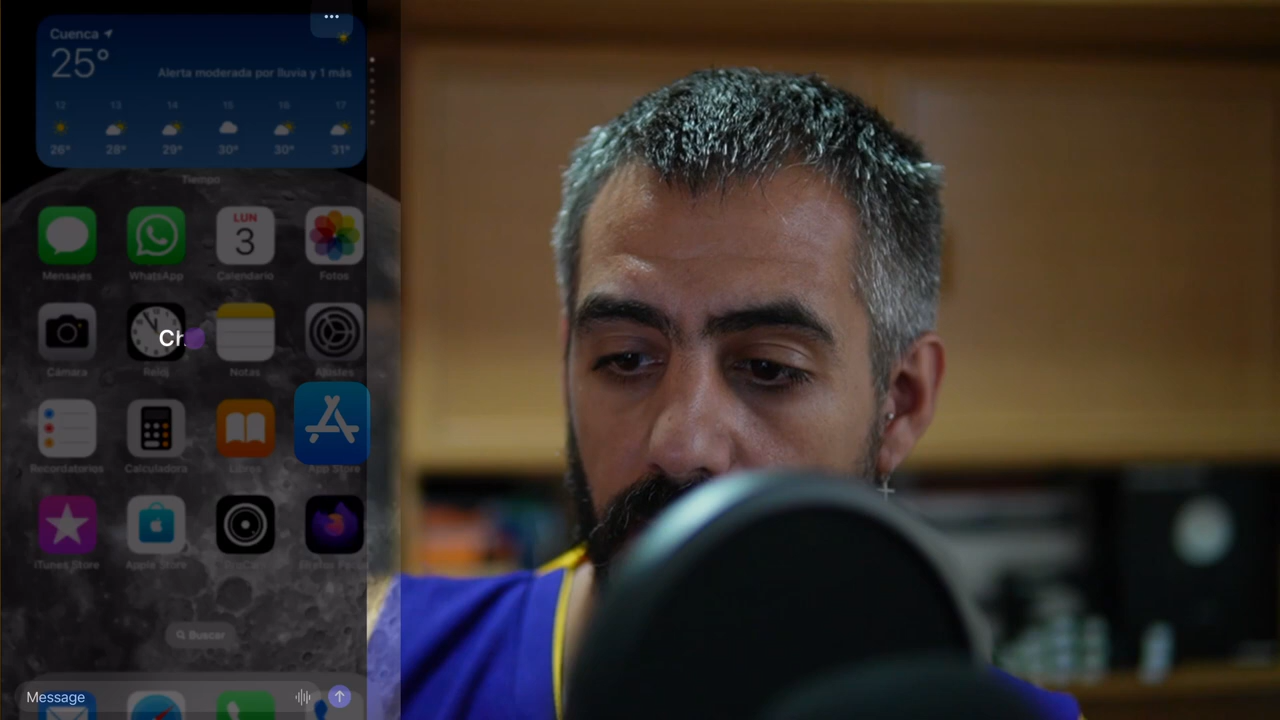 ...
Cuenca
25°
Alerta moderada por lluvia y 1 más
12 13 14 15 16 17
26° 28° 29° 30° 30° 31°
Tiempo
LUN
3
Mensajes WhatsApp Calendario Fotos
Ch
Cámara Reloj Notas Ajustes
Recordatorios Calculadora Libros App Store
iTunes Store Apple Store
Buscar
Message